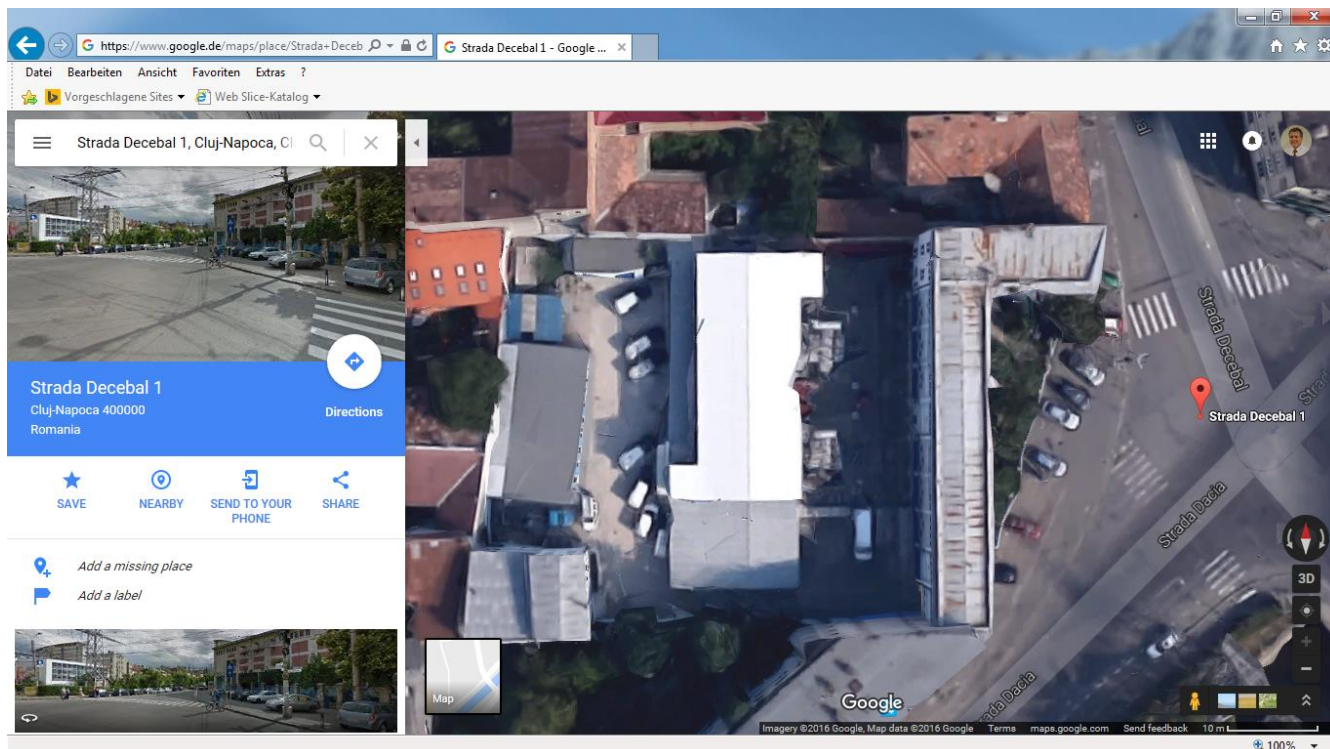 https://www.google.de/maps/place/Strada+Deceb
Strada Decebal 1 - Google ...
Datei Bearbeiten Ansicht Favoriten Extras ?
Vorgeschlagene Sites Web Slice-Katalog
Strada Decebal 1, Cluj-Napoca, Cl
Strada Decebal 1
Cluj-Napoca 400000
Romania
Directions
SAVE
NEARBY
SEND TO YOUR
PHONE
SHARE
Add a missing place
Add a label
Map
bal
Strada Decebal
Strad
Strada Decebal 1
Strada Dacia
ada Dacia
3D
Google
Imagery ©2016 Google, Map data ©2016 Google Terms maps.google.com Send feedback 10 m
100%